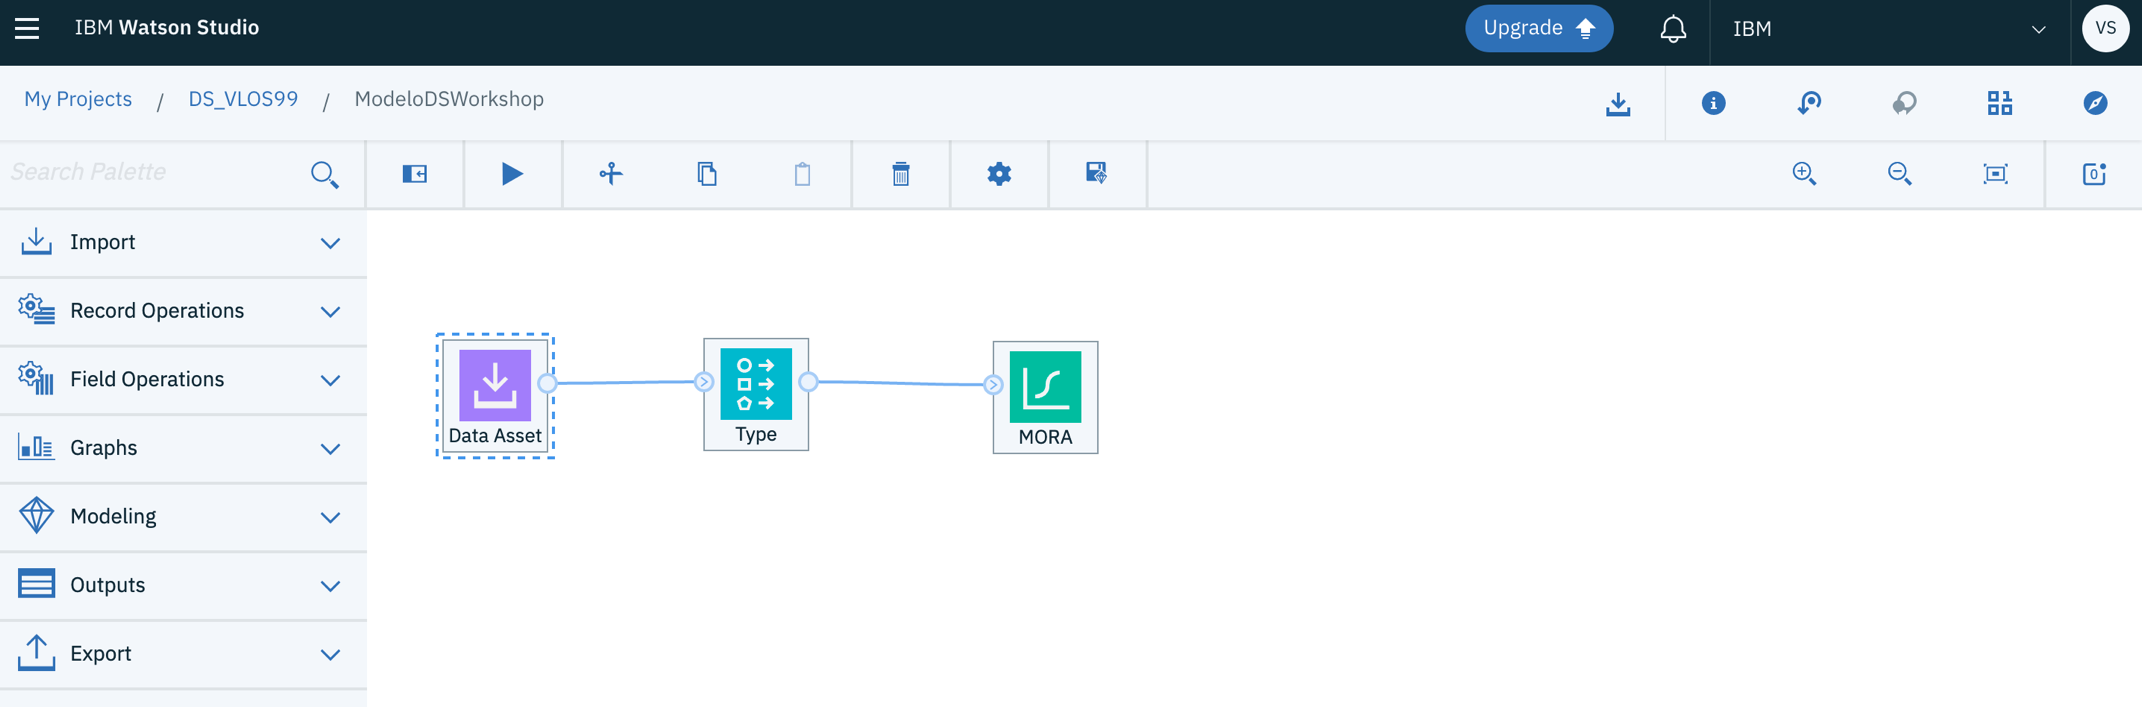 IBM Watson Studio
Upgrade
IBM
VS
My Projects / DS_VLOS99 / ModeloDSWorkshop
Search Palette
0
Import
Record Operations
Field Operations
Graphs
Modeling
Outputs
Export
Data Asset
Type
MORA